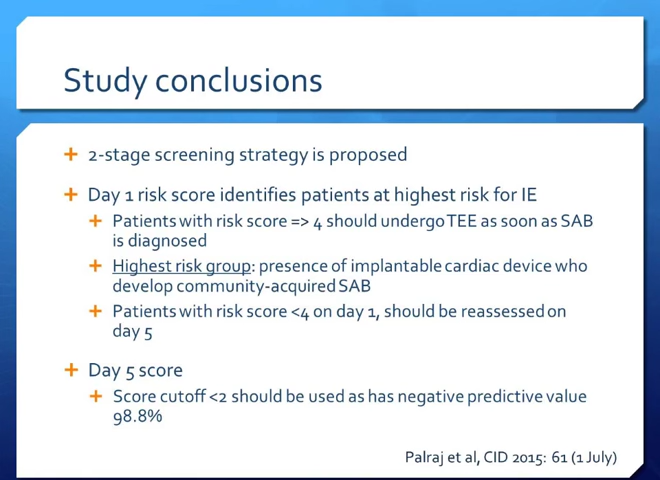 Study conclusions
2-stage screening strategy is proposed
Day 1 risk score identifies patients at highest risk for IE
Patients with risk score => 4 should undergo TEE as soon as SAB
is diagnosed
Highest risk group: presence of implantable cardiac device who
develop community-acquired SAB
Patients with risk score <4 on day 1, should be reassessed on
day 5
Day 5 score
Score cutoff <2 should be used as has negative predictive value
98.8%
Palraj et al, CID 2015: 61 (1 July)